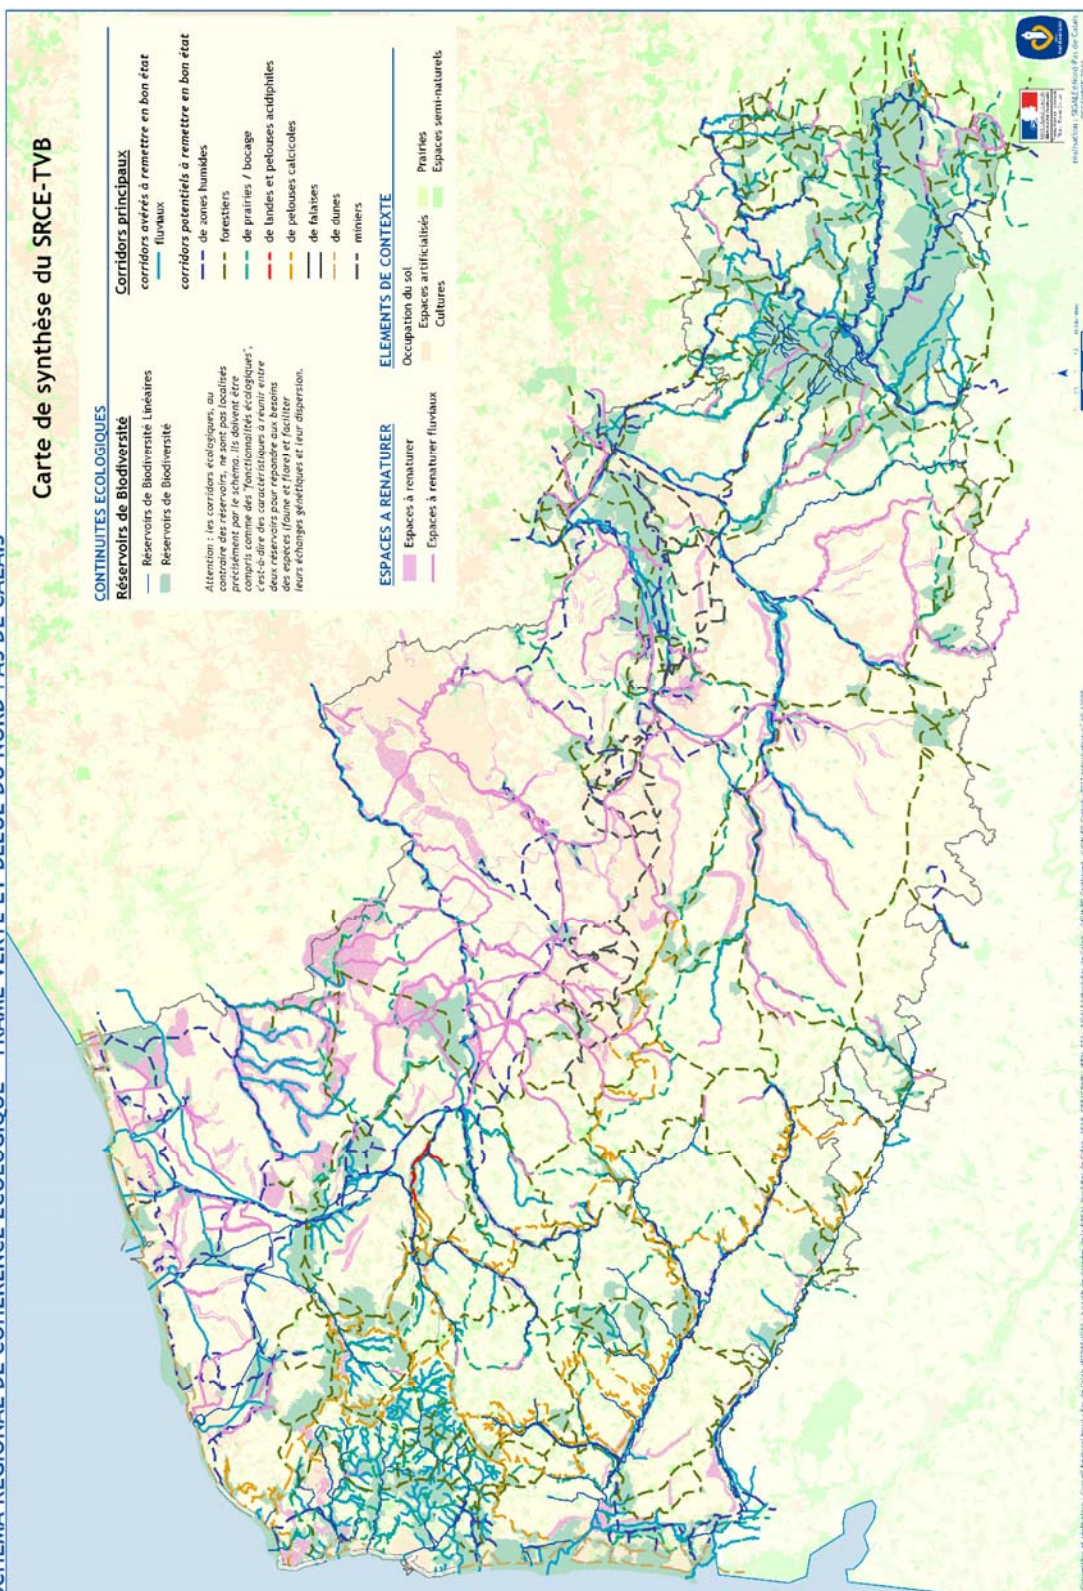 SCHÉMA RÉGIONAL DE COHÉRENCE ECOLOGIQUE - TRAME VERTE ET BLEUE DU NORD PAS DE CALAIS
Carte de synthèse du SRCE-TVB
CONTINUITES ECOLOGIQUES
Réservoirs de Biodiversité
Réservoirs de Biodiversité Linéaires
Réservoirs de Biodiversité
Attention : les corridors écologiques, au
contraire des réservoirs, ne sont pas localisés
précisément par le schéma. Ils doivent être
compris comme des "fonctionnalités écologiques",
c'est-à-dire des caractéristiques à réunir entre
deux réservoirs pour répondre aux besoins
des espèces (faune et flore) et faciliter
leurs échanges génétiques et leur dispersion.
Corridors principaux
corridors avérés à remettre en bon état
fluviaux
corridors potentiels à remettre en bon état
de zones humides
forestiers
de prairies / bocage
de landes et pelouses acidiphiles
de pelouses calcicoles
de falaises
de dunes
miniers
ESPACES A RENATURER
Espaces à renaturer
Espaces à renaturer fluviaux
ELEMENTS DE CONTEXTE
Occupation du sol
Espaces artificialisés
Cultures
Prairies
Espaces semi-naturels
réalisation : SIGALE® Nord-Pas de Calais